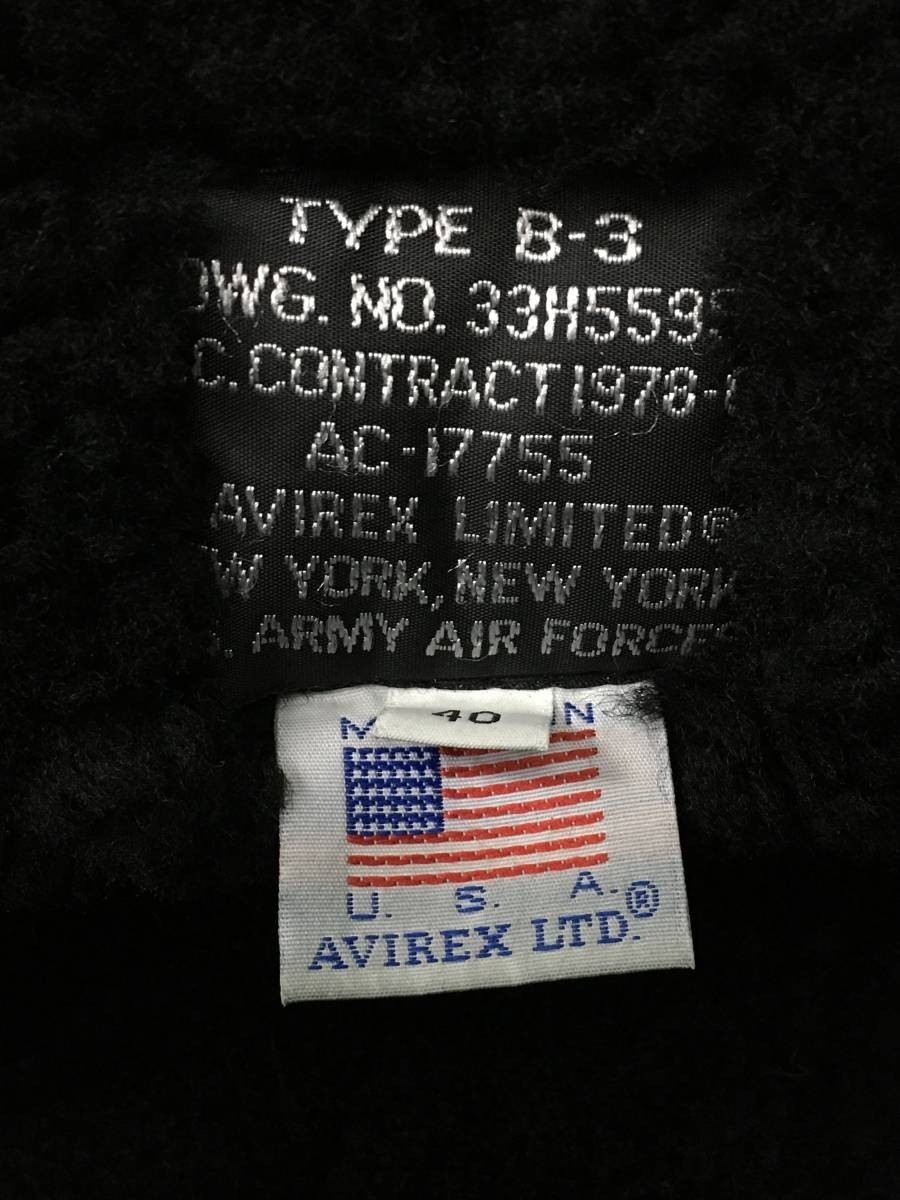 TYPE B-3
DWG. NO. 33H5595
C. CONTRACT 1978-
AC-17755
AVIREX LIMITED®
YORK, NEW YORK
ARMY AIR FORCES
40
U. S. A.
AVIREX LTD.®